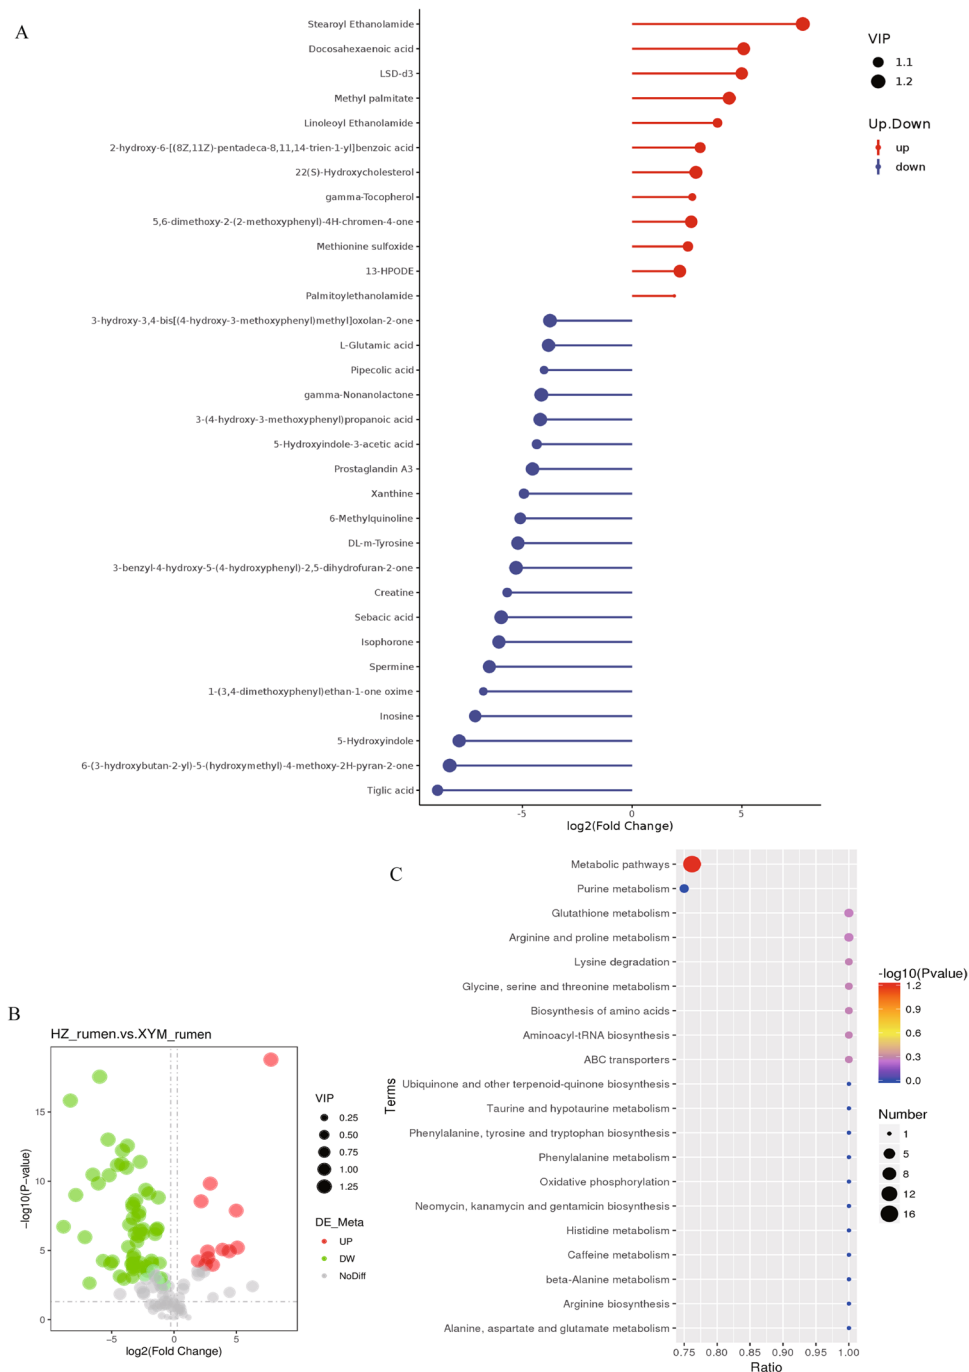 A
Stearoyl Ethanolamide
Docosahexaenoic acid
LSD-d3
Methyl palmitate
Linoleoyl Ethanolamide
2-hydroxy-6-[(8Z,11Z)-pentadeca-8,11,14-trien-1-yl]benzoic acid
22(S)-Hydroxycholesterol
gamma-Tocopherol
5,6-dimethoxy-2-(2-methoxyphenyl)-4H-chromen-4-one
Methionine sulfoxide
13-HPODE
Palmitoylethanolamide
3-hydroxy-3,4-bis[(4-hydroxy-3-methoxyphenyl)methyl]oxolan-2-one
L-Glutamic acid
Pipecolic acid
gamma-Nonanolactone
3-(4-hydroxy-3-methoxyphenyl)propanoic acid
5-Hydroxyindole-3-acetic acid
Prostaglandin A3
Xanthine
6-Methylquinoline
DL-m-Tyrosine
3-benzyl-4-hydroxy-5-(4-hydroxyphenyl)-2,5-dihydrofuran-2-one
Creatine
Sebacic acid
Isophorone
Spermine
1-(3,4-dimethoxyphenyl)ethan-1-one oxime
Inosine
5-Hydroxyindole
6-(3-hydroxybutan-2-yl)-5-(hydroxymethyl)-4-methoxy-2H-pyran-2-one
Tiglic acid
-5 0 5
log2(Fold Change)
VIP
1.1
1.2
Up.Down
up
down
B
HZ_rumen.vs.XYM_rumen
−log10(P−value)
15
10
5
0
−5 0 5
log2(Fold Change)
VIP
0.25
0.50
0.75
1.00
1.25
DE_Meta
UP
DW
NoDiff
C
Terms
Metabolic pathways
Purine metabolism
Glutathione metabolism
Arginine and proline metabolism
Lysine degradation
Glycine, serine and threonine metabolism
Biosynthesis of amino acids
Aminoacyl-tRNA biosynthesis
ABC transporters
Ubiquinone and other terpenoid-quinone biosynthesis
Taurine and hypotaurine metabolism
Phenylalanine, tyrosine and tryptophan biosynthesis
Phenylalanine metabolism
Oxidative phosphorylation
Neomycin, kanamycin and gentamicin biosynthesis
Histidine metabolism
Caffeine metabolism
beta-Alanine metabolism
Arginine biosynthesis
Alanine, aspartate and glutamate metabolism
0.75 0.80 0.85 0.90 0.95 1.00
Ratio
-log10(Pvalue)
1.2
0.9
0.6
0.3
0.0
Number
1
5
8
12
16